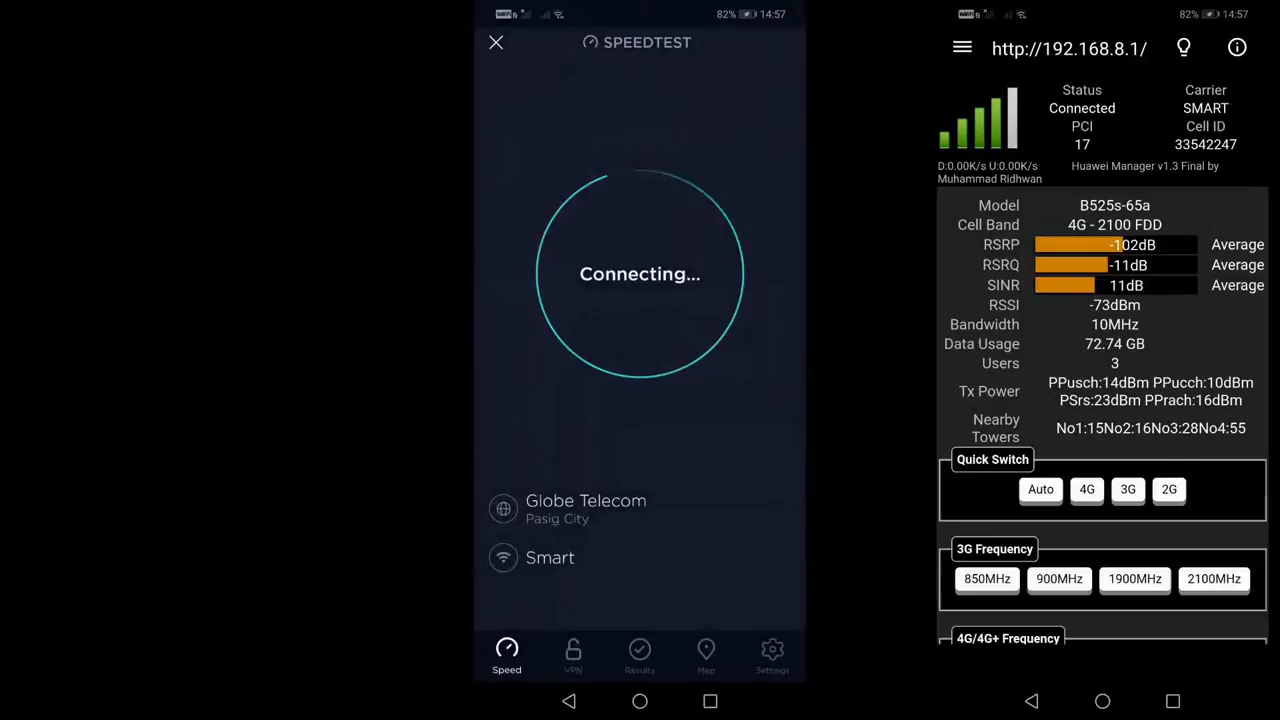 82% 14:57
SPEEDTEST
Connecting...
Globe Telecom
Pasig City
Smart
Speed
VPN
Results
Map
Settings
82% 14:57
http://192.168.8.1/
Status
Connected
PCI
17
Carrier
SMART
Cell ID
33542247
D:0.00K/s U:0.00K/s
Muhammad Ridhwan
Huawei Manager v1.3 Final by
Model B525s-65a
Cell Band 4G - 2100 FDD
RSRP -102dB Average
RSRQ -11dB Average
SINR 11dB Average
RSSI -73dBm
Bandwidth 10MHz
Data Usage 72.74 GB
Users 3
Tx Power PPusch:14dBm PPucch:10dBm
PSrs:23dBm PPrach:16dBm
Nearby
Towers
No1:15No2:16No3:28No4:55
Quick Switch
Auto 4G 3G 2G
3G Frequency
850MHz 900MHz 1900MHz 2100MHz
4G/4G+ Frequency